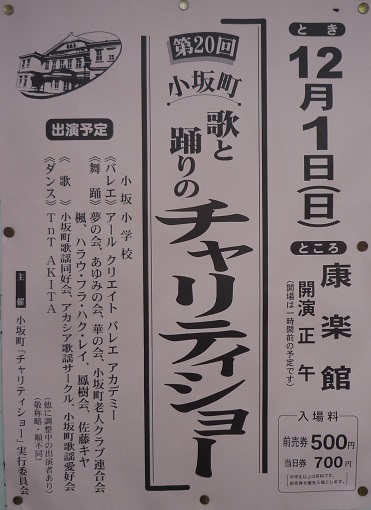 とき
12月1日(日)
ところ
康楽館
開演正午
(開場は一時間前の予定です)
入場料
前売券500円
当日券700円
第20回
小坂町
歌と
踊りの
チャリティショー
出演予定
小坂小学校
《バレエ》アール クリエイト バレエ アカデミー
《舞踊》夢の会、あゆみの会、華の会、小坂町老人クラブ連合会
楓、ハラウ・フラ・ハク・レイ、鳳樹会、佐藤キヤ
《歌》小坂町歌謡同好会、アカシア歌謡サークル、小坂町歌謡愛好会
《ダンス》TnT AKITA
(他に調整中の出演者あり)
(敬称略・順不同)
主催 小坂町「チャリティショー」実行委員会